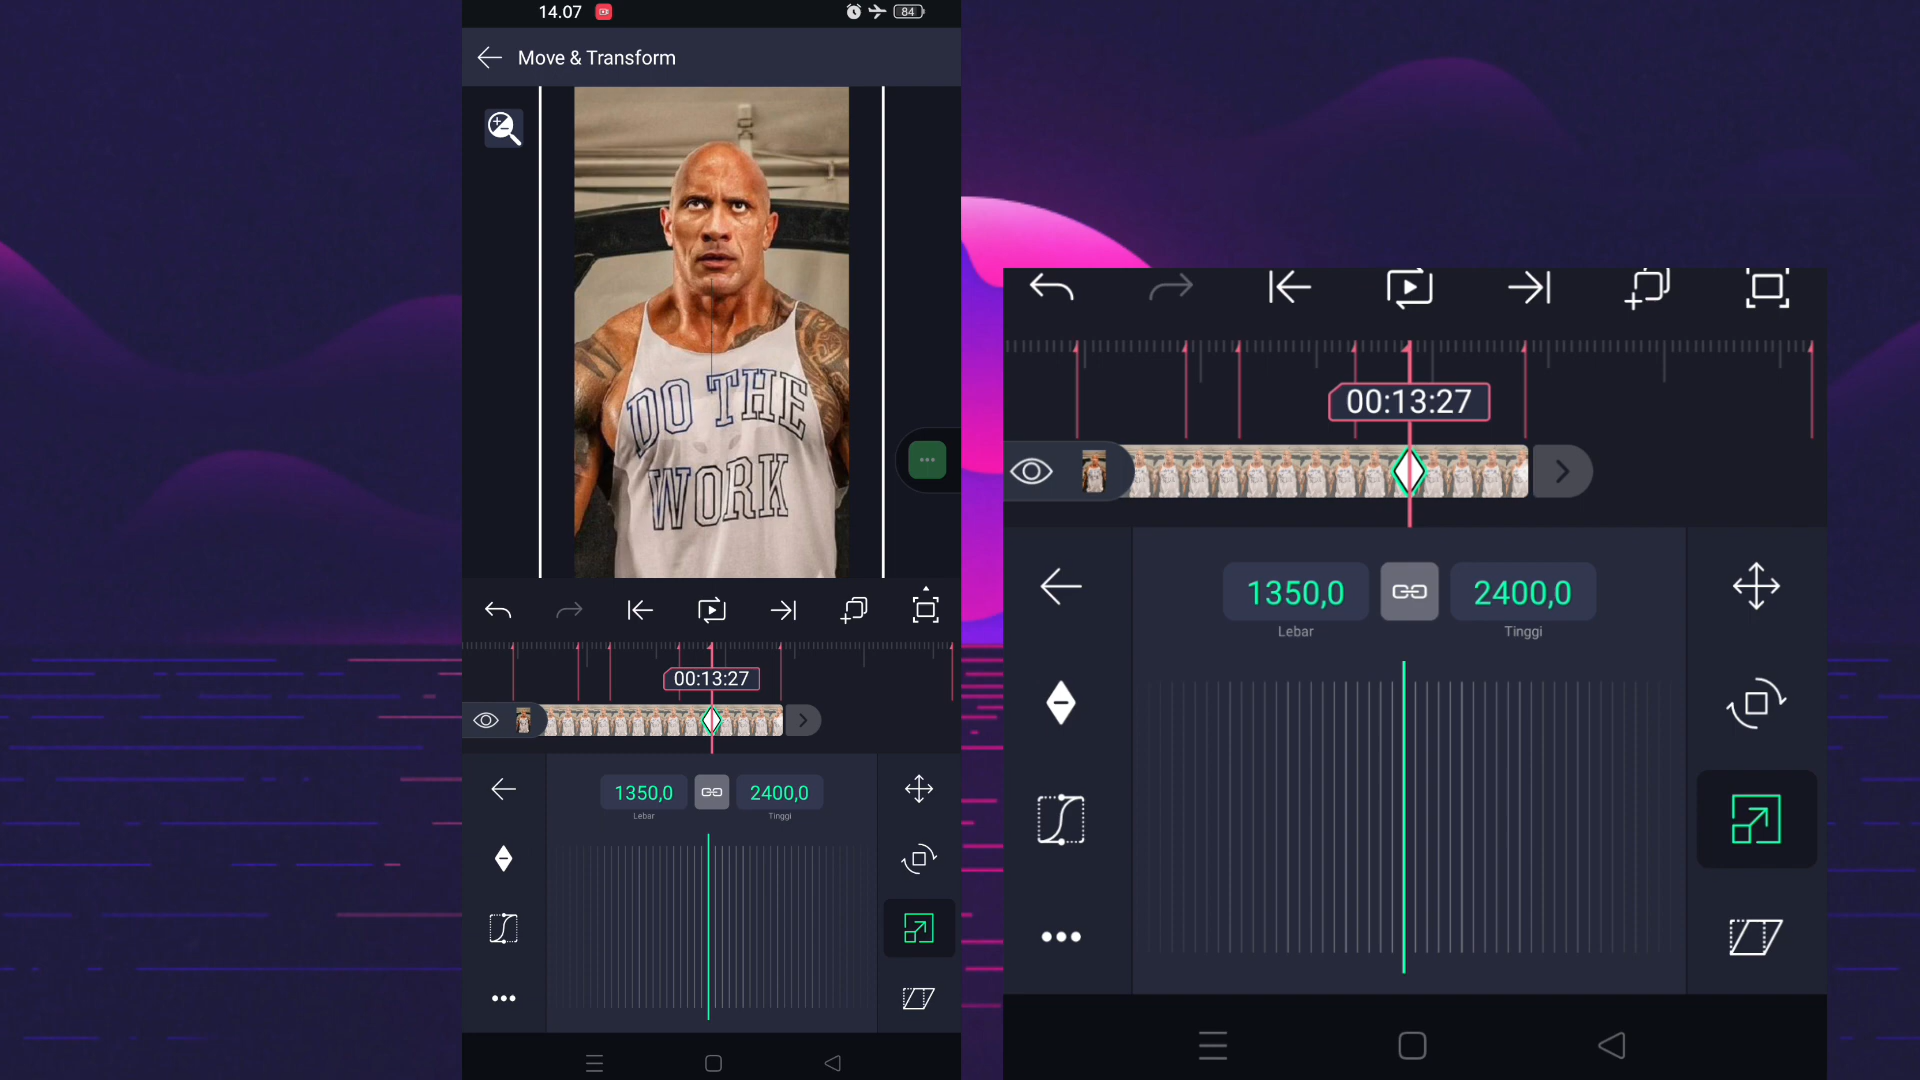 14.07
84
Move & Transform
DO THE
WORK
00:13:27
1350,0
2400,0
Lebar
Tinggi
00:13:27
1350,0
2400,0
Lebar
Tinggi